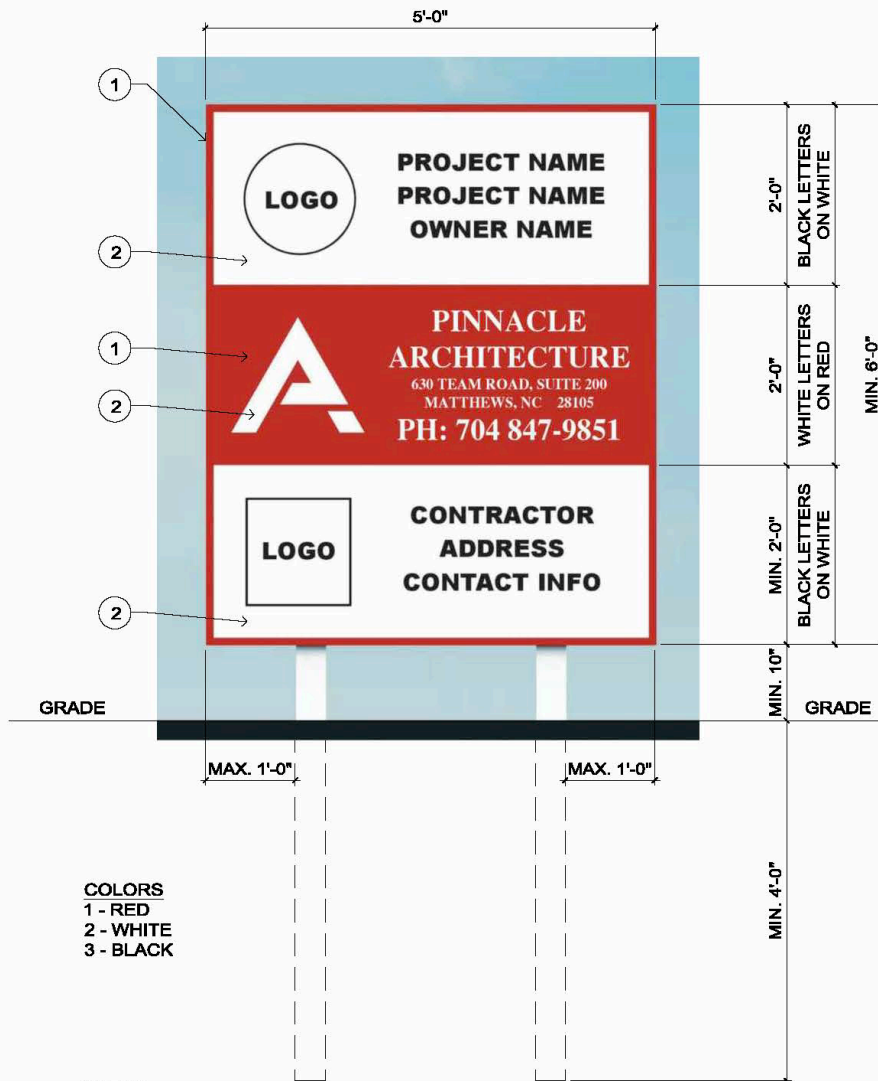 5'-0"
1
LOGO
PROJECT NAME
PROJECT NAME
OWNER NAME
2
2'-0"
BLACK LETTERS
ON WHITE
1
2
PINNACLE
ARCHITECTURE
630 TEAM ROAD, SUITE 200
MATTHEWS, NC 28105
PH: 704 847-9851
2'-0"
WHITE LETTERS
ON RED
MIN. 6'-0"
LOGO
CONTRACTOR
ADDRESS
CONTACT INFO
2
MIN. 2'-0"
BLACK LETTERS
ON WHITE
MIN. 10"
GRADE
GRADE
MAX. 1'-0"
MAX. 1'-0"
MIN. 4'-0"
COLORS
1 - RED
2 - WHITE
3 - BLACK